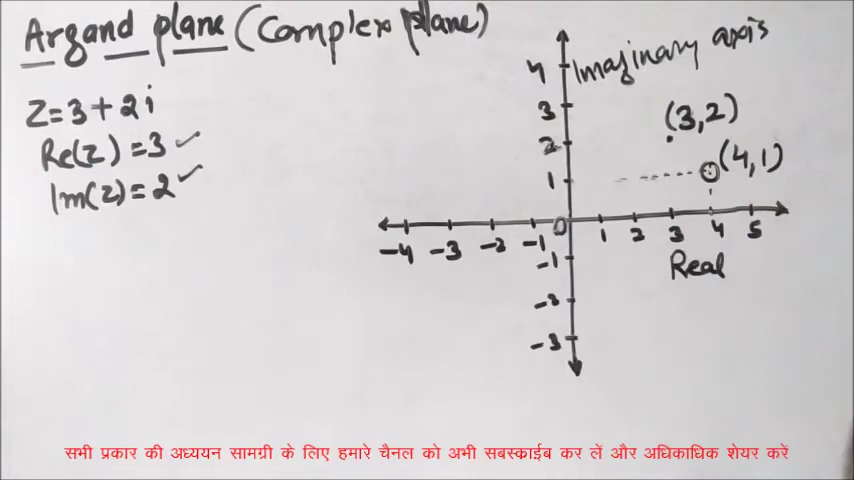 Argand plane (Complex plane)
Z = 3 + 2i
Re(z) = 3 ✓
Im(z) = 2 ✓
Imaginary axis
4
3
2
1
(3,2)
(4,1)
-4 -3 -2 -1 0 1 2 3 4 5
Real
-1
-2
-3
सभी प्रकार की अध्ययन सामग्री के लिए हमारे चैनल को अभी सबस्क्राईब कर लें और अधिकाधिक शेयर करें